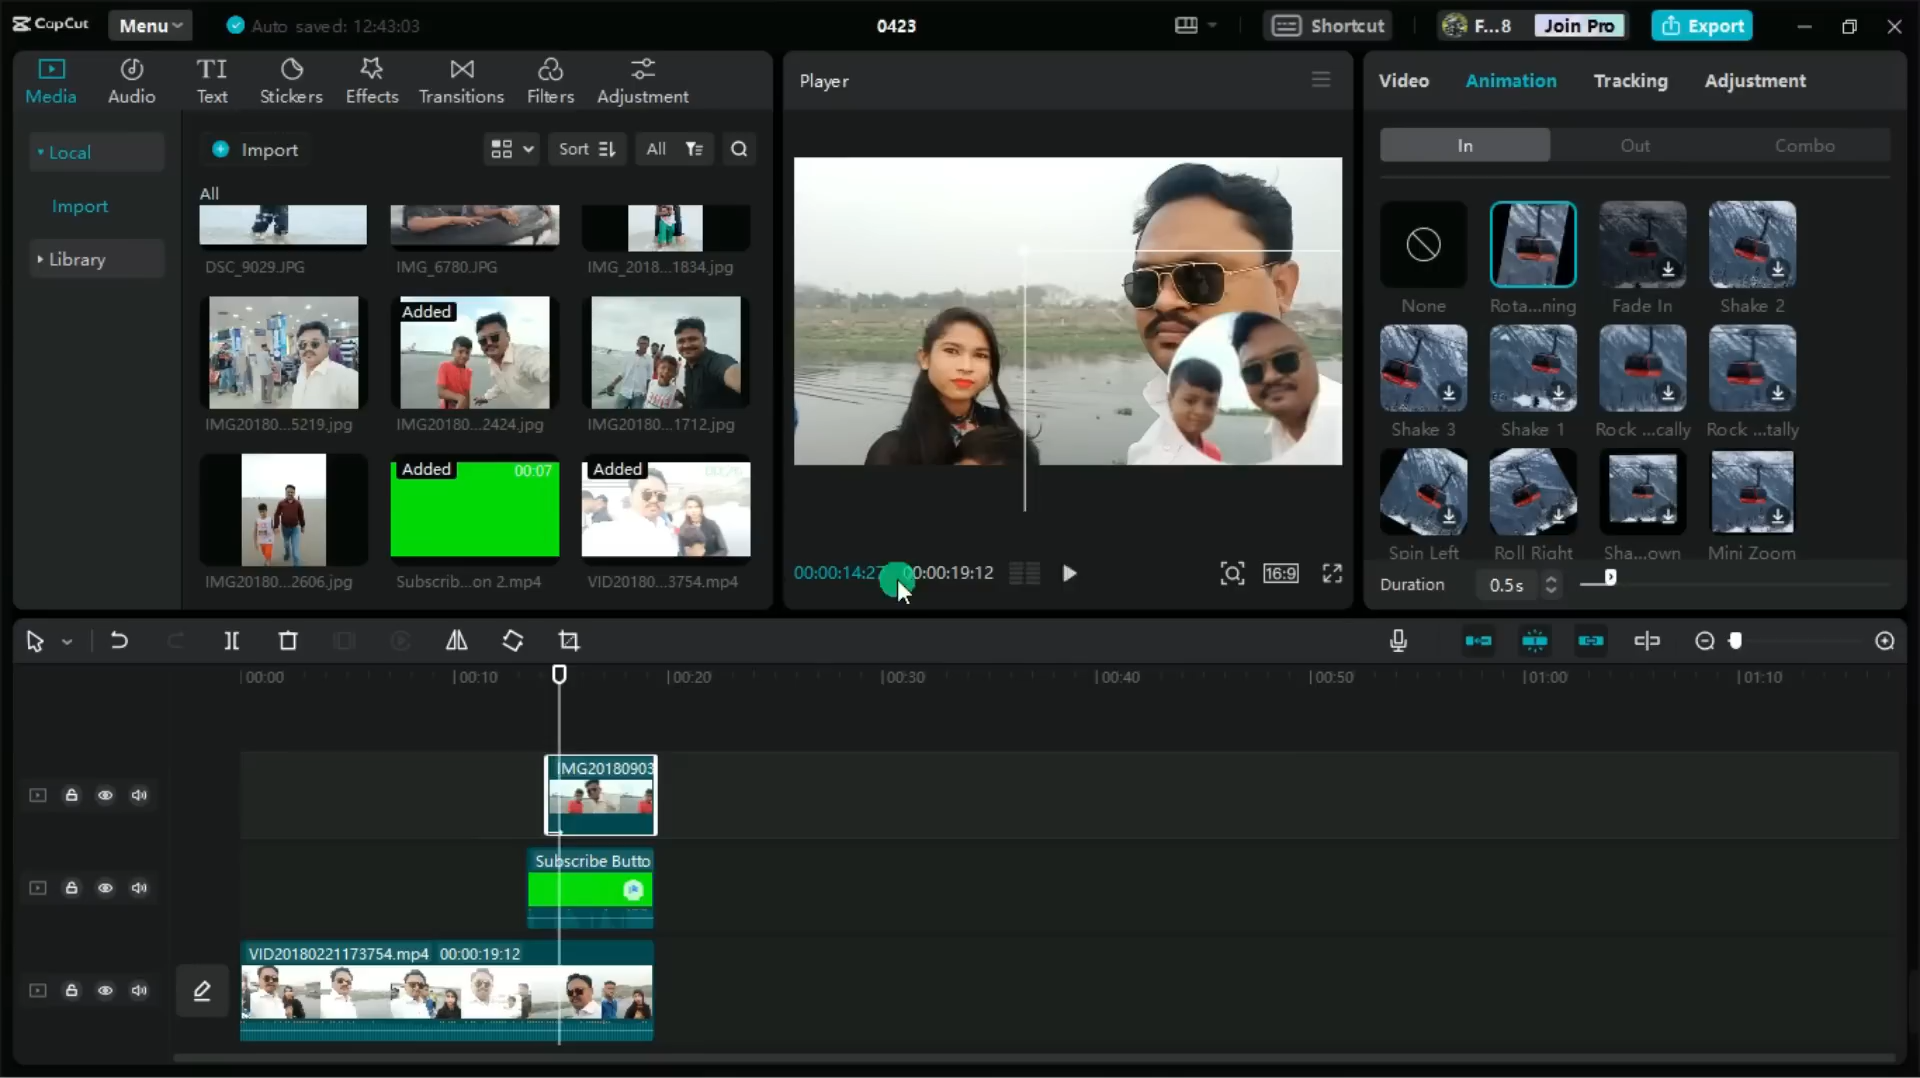 CapCut
Menu
Auto saved: 12:43:03
0423
Shortcut
F...8
Join Pro
Export
Media
Audio
TI
Text
Stickers
Effects
Transitions
Filters
Adjustment
Player
Video
Animation
Tracking
Adjustment
Local
Import
Library
Import
Sort
All
All
In
Out
Combo
DSC_9029.JPG
IMG_6780.JPG
IMG_2018...1834.jpg
None
Rota...ning
Fade In
Shake 2
Added
IMG20180...5219.jpg
IMG20180...2424.jpg
IMG20180...1712.jpg
Shake 3
Shake 1
Rock ...cally
Rock ...tally
Added
00:07
Added
00:26
IMG20180...2606.jpg
Subscrib...on 2.mp4
VID20180...3754.mp4
Spin Left
Roll Right
Sha...own
Mini Zoom
00:00:14:27
00:00:19:12
16:9
Duration
0.5s
00:00
00:10
00:20
00:30
00:40
00:50
01:00
01:10
IMG20180903
Subscribe Butto
VID20180221173754.mp4 00:00:19:12